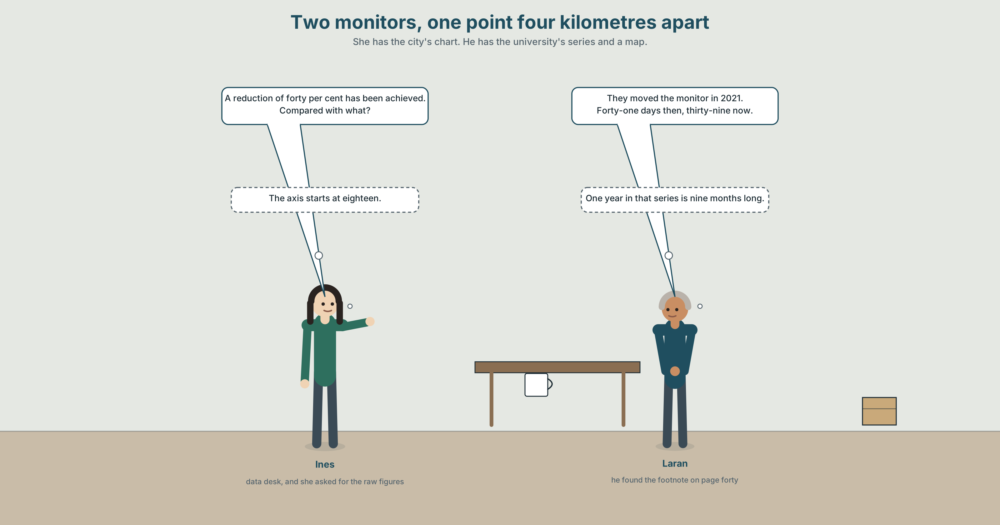 Two monitors, one point four kilometres apart
She has the city's chart. He has the university's series and a map.
A reduction of forty per cent has been achieved.
Compared with what?
They moved the monitor in 2021.
Forty-one days then, thirty-nine now.
The axis starts at eighteen.
One year in that series is nine months long.
Ines
data desk, and she asked for the raw figures
Laran
he found the footnote on page forty